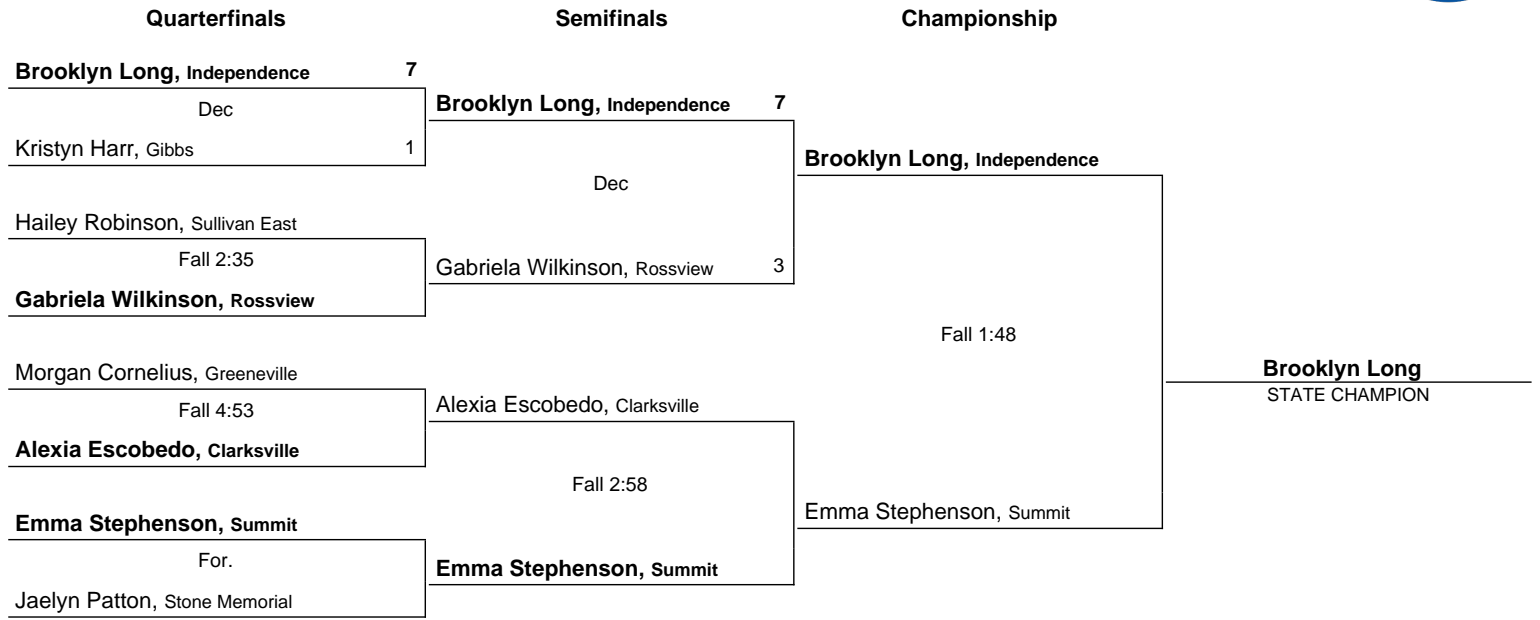 Quarterfinals Semifinals Championship
Brooklyn Long, Independence 7
Dec
Brooklyn Long, Independence 7
Kristyn Harr, Gibbs 1
Brooklyn Long, Independence
Dec
Hailey Robinson, Sullivan East
Fall 2:35
Gabriela Wilkinson, Rossview 3
Gabriela Wilkinson, Rossview
Fall 1:48
Morgan Cornelius, Greeneville
Brooklyn Long
STATE CHAMPION
Fall 4:53
Alexia Escobedo, Clarksville
Alexia Escobedo, Clarksville
Fall 2:58
Emma Stephenson, Summit
Emma Stephenson, Summit
For.
Emma Stephenson, Summit
Jaelyn Patton, Stone Memorial